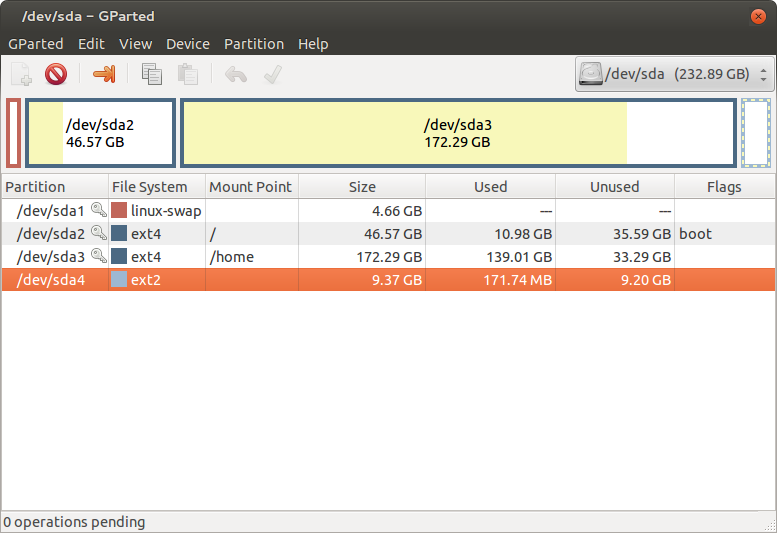 /dev/sda – GParted
GParted Edit View Device Partition Help
/dev/sda (232.89 GB)
/dev/sda2
46.57 GB
/dev/sda3
172.29 GB
Partition File System Mount Point Size Used Unused Flags
/dev/sda1 linux-swap 4.66 GB --- ---
/dev/sda2 ext4 / 46.57 GB 10.98 GB 35.59 GB boot
/dev/sda3 ext4 /home 172.29 GB 139.01 GB 33.29 GB
/dev/sda4 ext2 9.37 GB 171.74 MB 9.20 GB
0 operations pending